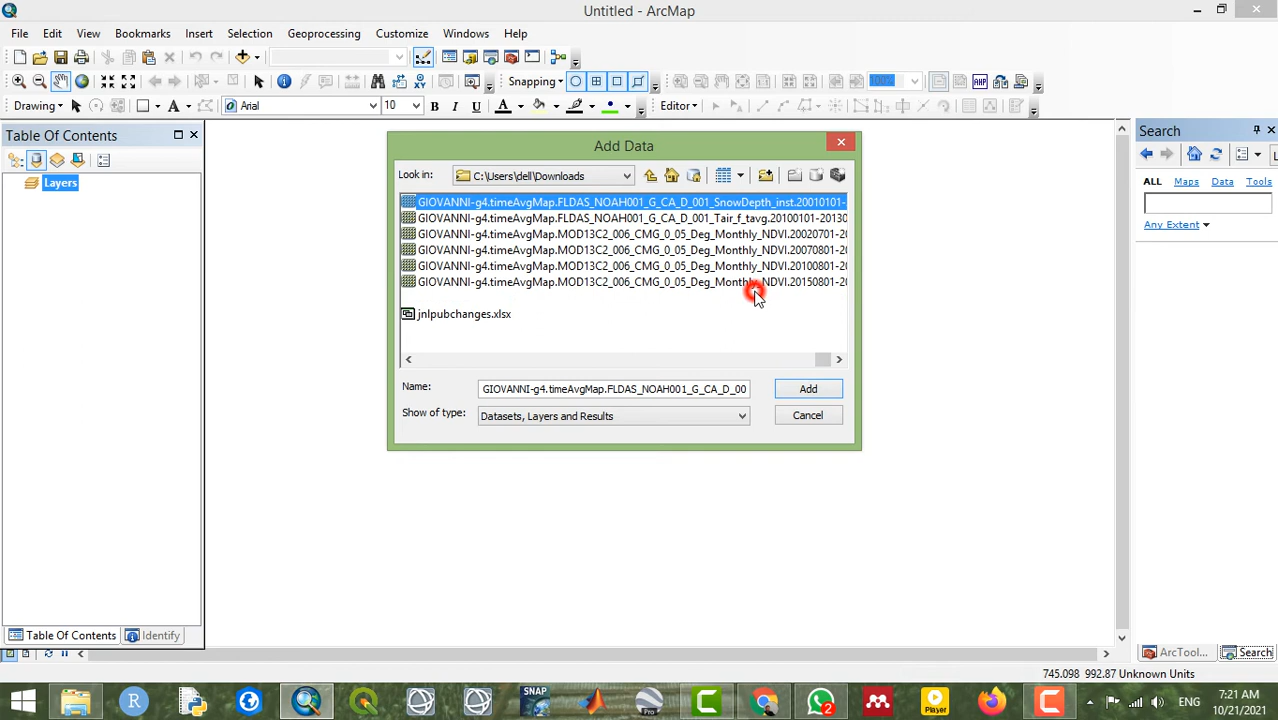 Untitled - ArcMap
File Edit View Bookmarks Insert Selection Geoprocessing Customize Windows Help
Snapping 100%
Drawing Arial 10 B I U A Editor
Table Of Contents
Layers
Add Data
Look in: C:\Users\dell\Downloads
GIOVANNI-g4.timeAvgMap.FLDAS_NOAH001_G_CA_D_001_SnowDepth_inst.20010101-
GIOVANNI-g4.timeAvgMap.FLDAS_NOAH001_G_CA_D_001_Tair_f_tavg.20100101-20130
GIOVANNI-g4.timeAvgMap.MOD13C2_006_CMG_0_05_Deg_Monthly_NDVI.20020701-20
GIOVANNI-g4.timeAvgMap.MOD13C2_006_CMG_0_05_Deg_Monthly_NDVI.20070801-20
GIOVANNI-g4.timeAvgMap.MOD13C2_006_CMG_0_05_Deg_Monthly_NDVI.20100801-20
GIOVANNI-g4.timeAvgMap.MOD13C2_006_CMG_0_05_Deg_Monthly_NDVI.20150801-20
jnlpubchanges.xlsx
Name: GIOVANNI-g4.timeAvgMap.FLDAS_NOAH001_G_CA_D_00 Add
Show of type: Datasets, Layers and Results Cancel
Search
ALL Maps Data Tools
Any Extent
Table Of Contents Identify
ArcTool... Search
745.098 992.87 Unknown Units
SNAP Pro Player ENG
7:21 AM
10/21/2021